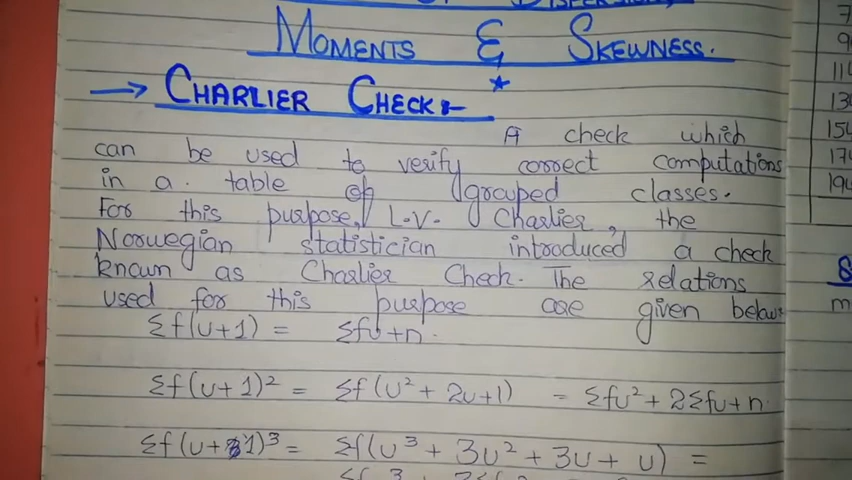 MOMENTS & SKEWNESS.
→ CHARLIER CHECK:-
A check which
can be used to verify correct computations
in a. table of grouped classes.
For this purpose, L.V. Charlier, the
Norwegian statistician introduced a check
known as Charlier Check. The relations
used for this purpose are given below
Σf(u+1) = Σfu+n.
Σf(u+1)² = Σf(u² + 2u+1) = Σfu² + 2Σfu+n.
Σf(u+1)³ = Σf(u³ + 3u² + 3u + u) =